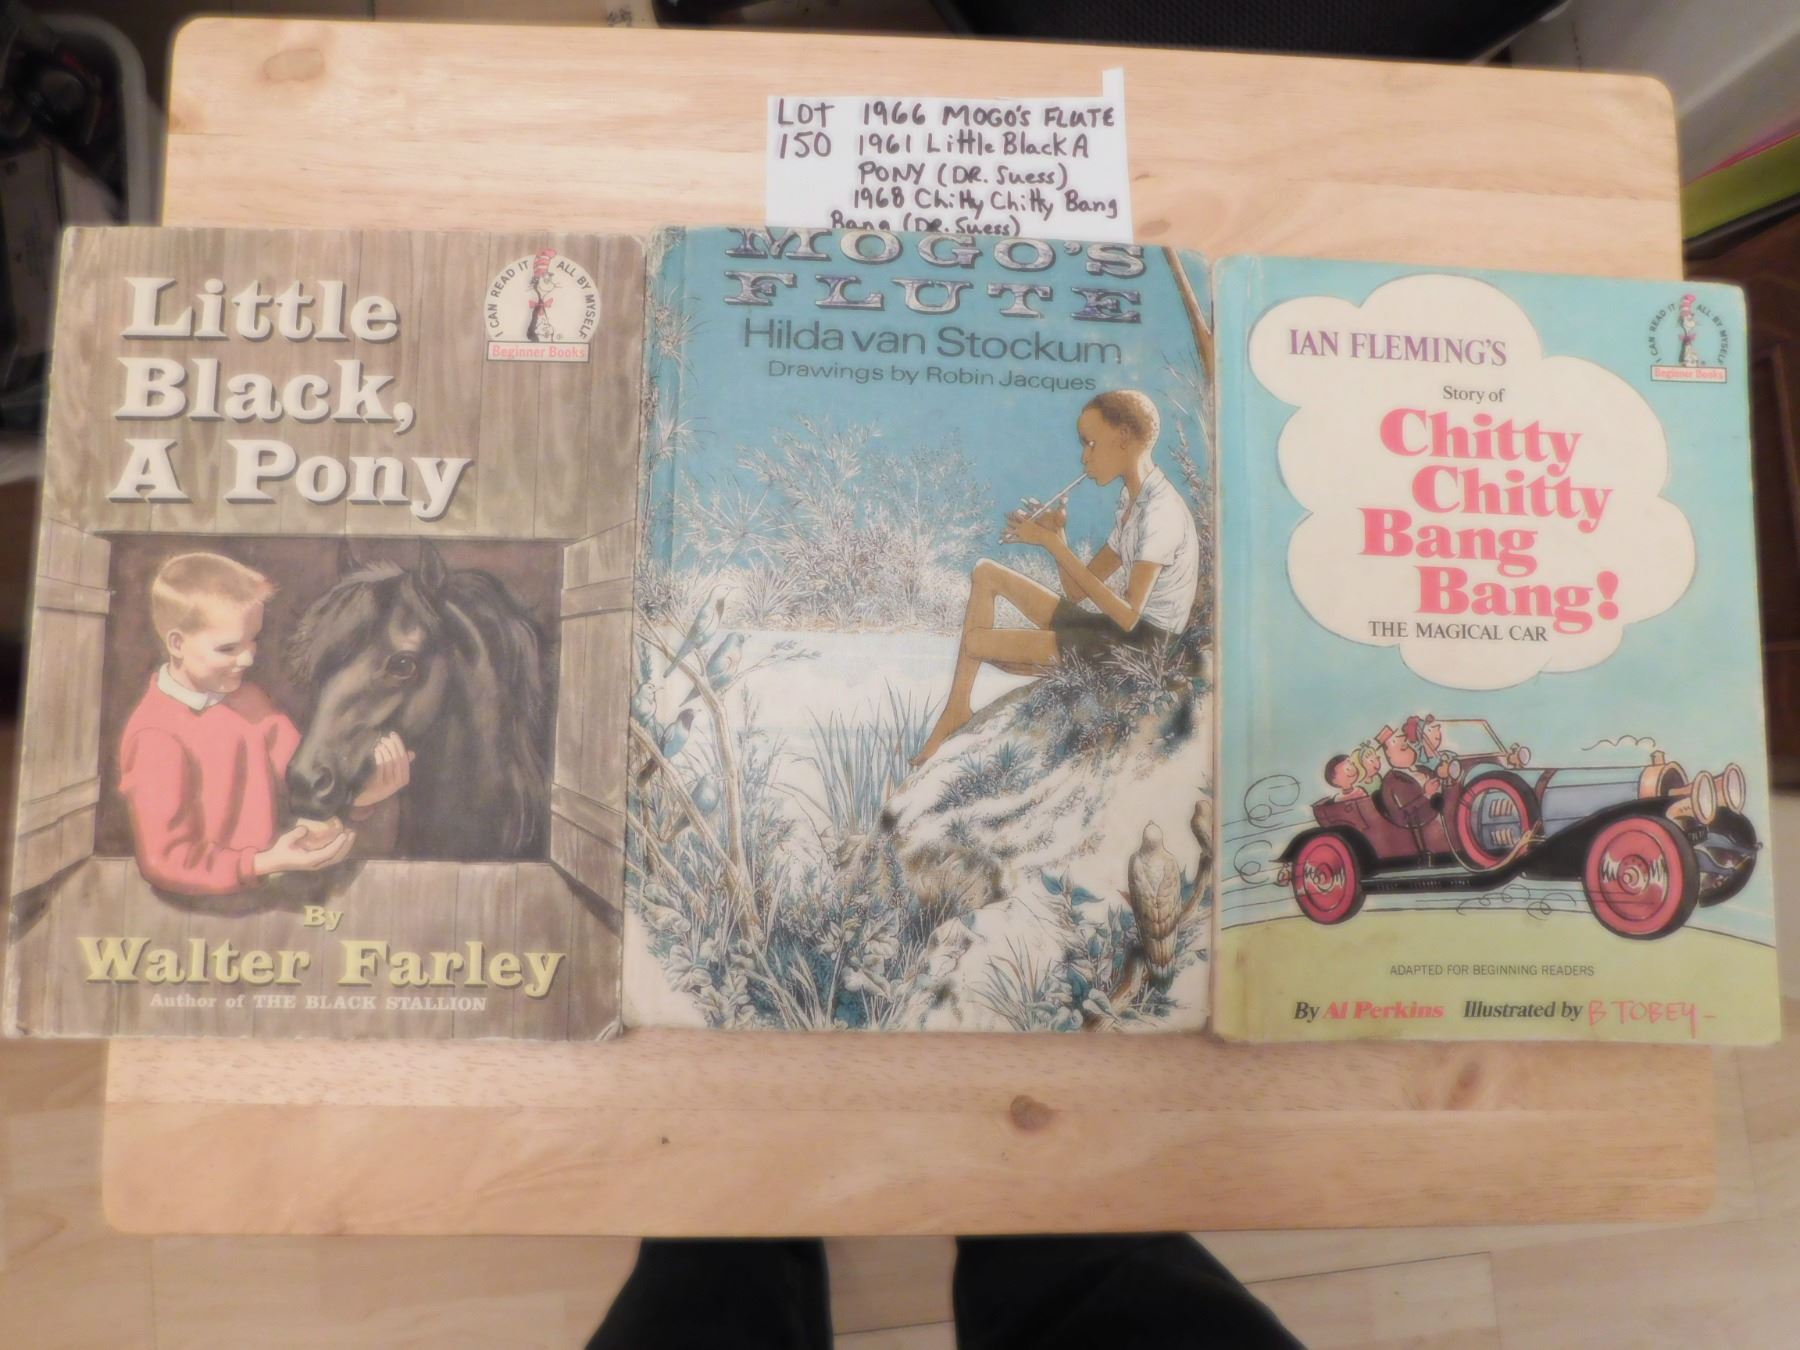 LOT 1966 MOGO'S FLUTE
150 1961 Little Black A
PONY (DR. Suess)
1968 Chitty Chitty Bang
Bang (DR. Suess)
Little
Black,
A Pony
I CAN READ IT ALL BY MYSELF
Beginner Books
By
Walter Farley
Author of THE BLACK STALLION
MOGO'S
FLUTE
Hilda van Stockum
Drawings by Robin Jacques
IAN FLEMING'S
Story of
Chitty
Chitty
Bang
Bang!
THE MAGICAL CAR
I CAN READ IT ALL BY MYSELF
Beginner Books
ADAPTED FOR BEGINNING READERS
By Al Perkins Illustrated by B TOBEY-